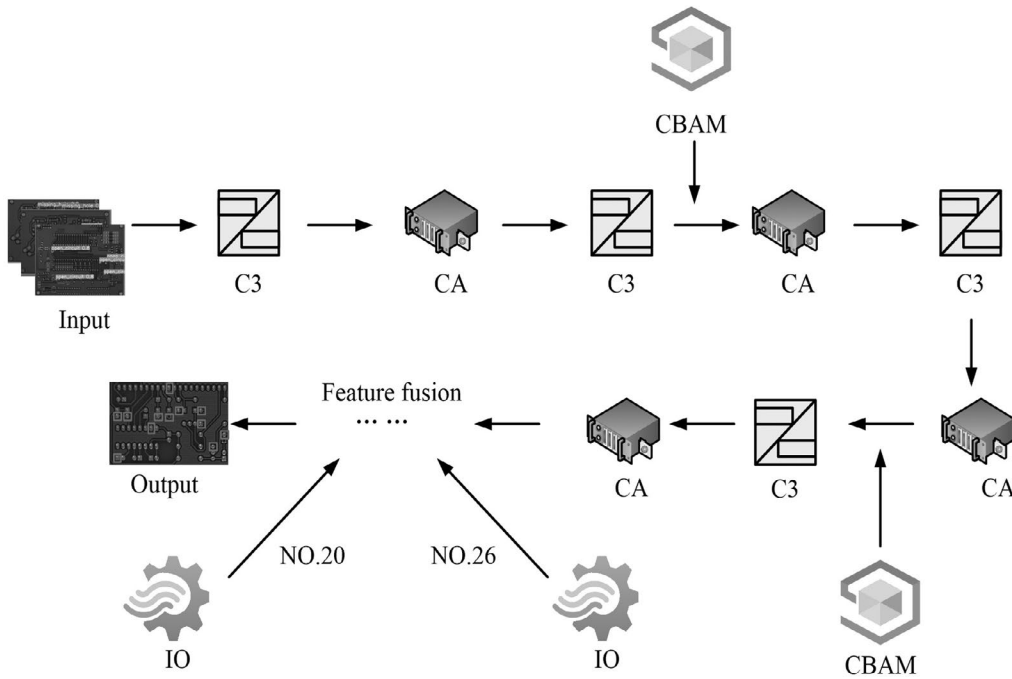 CBAM
C3
CA
C3
CA
C3
Input
Feature fusion
... ...
Output
CA
C3
CA
NO.20
NO.26
IO
IO
CBAM